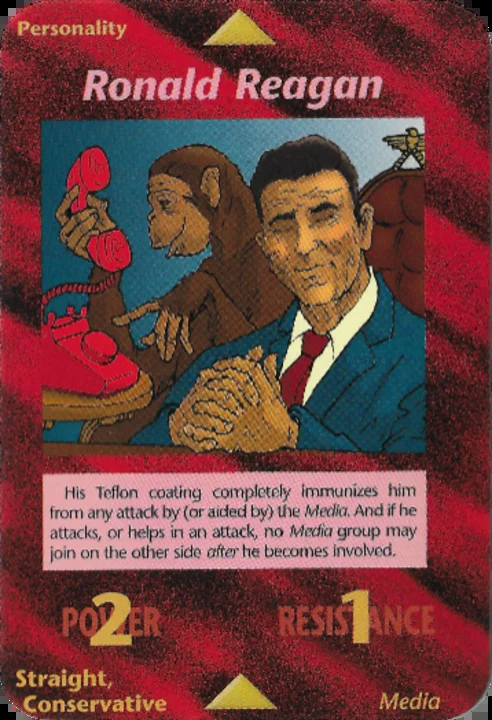 Personality
Ronald Reagan
His Teflon coating completely immunizes him
from any attack by (or aided by) the Media. And if he
attacks, or helps in an attack, no Media group may
join on the other side after he becomes involved.
POWER 2
RESISTANCE 1
Straight,
Conservative
Media